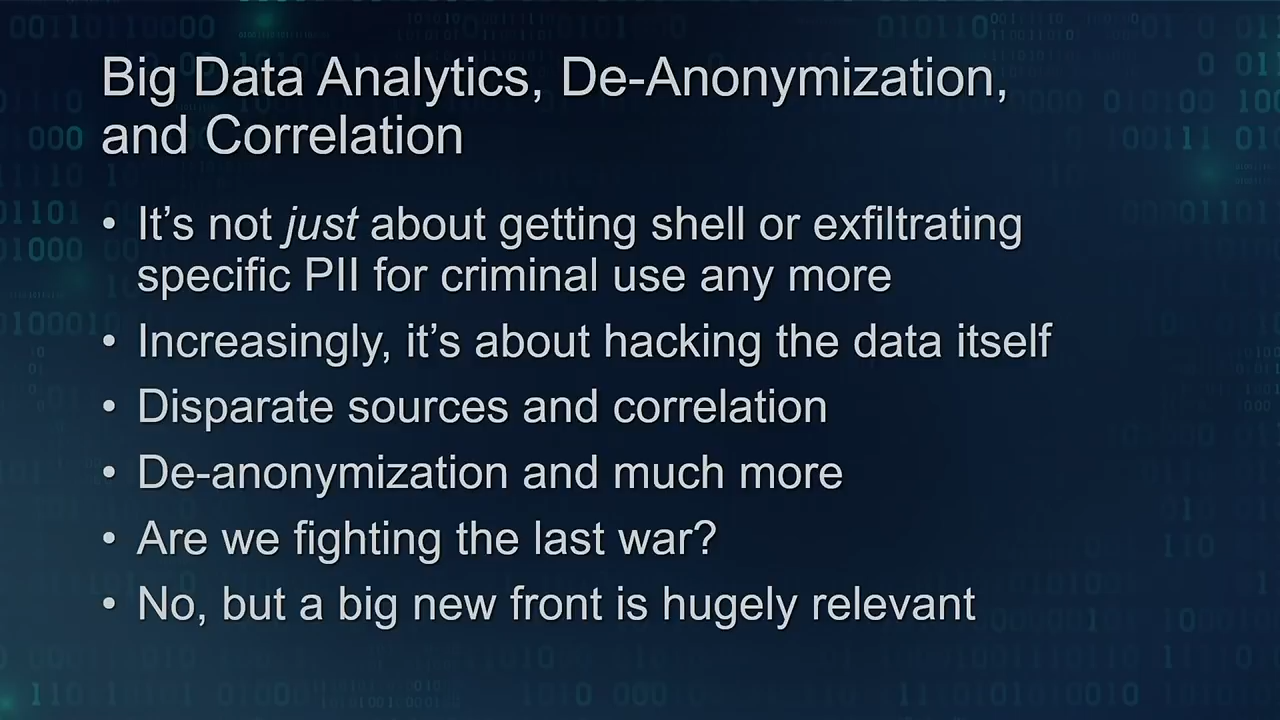 Big Data Analytics, De-Anonymization,
and Correlation
• It’s not just about getting shell or exfiltrating
specific PII for criminal use any more
• Increasingly, it’s about hacking the data itself
• Disparate sources and correlation
• De-anonymization and much more
• Are we fighting the last war?
• No, but a big new front is hugely relevant